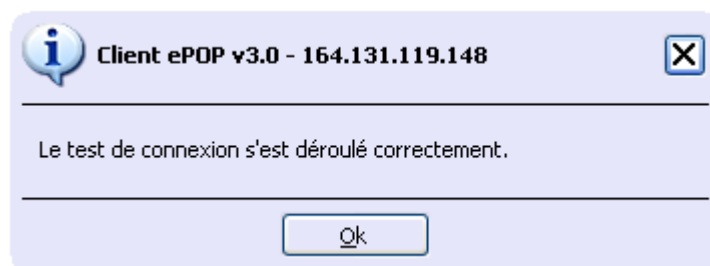 Client ePOP v3.0 - 164.131.119.148
Le test de connexion s'est déroulé correctement.
Ok